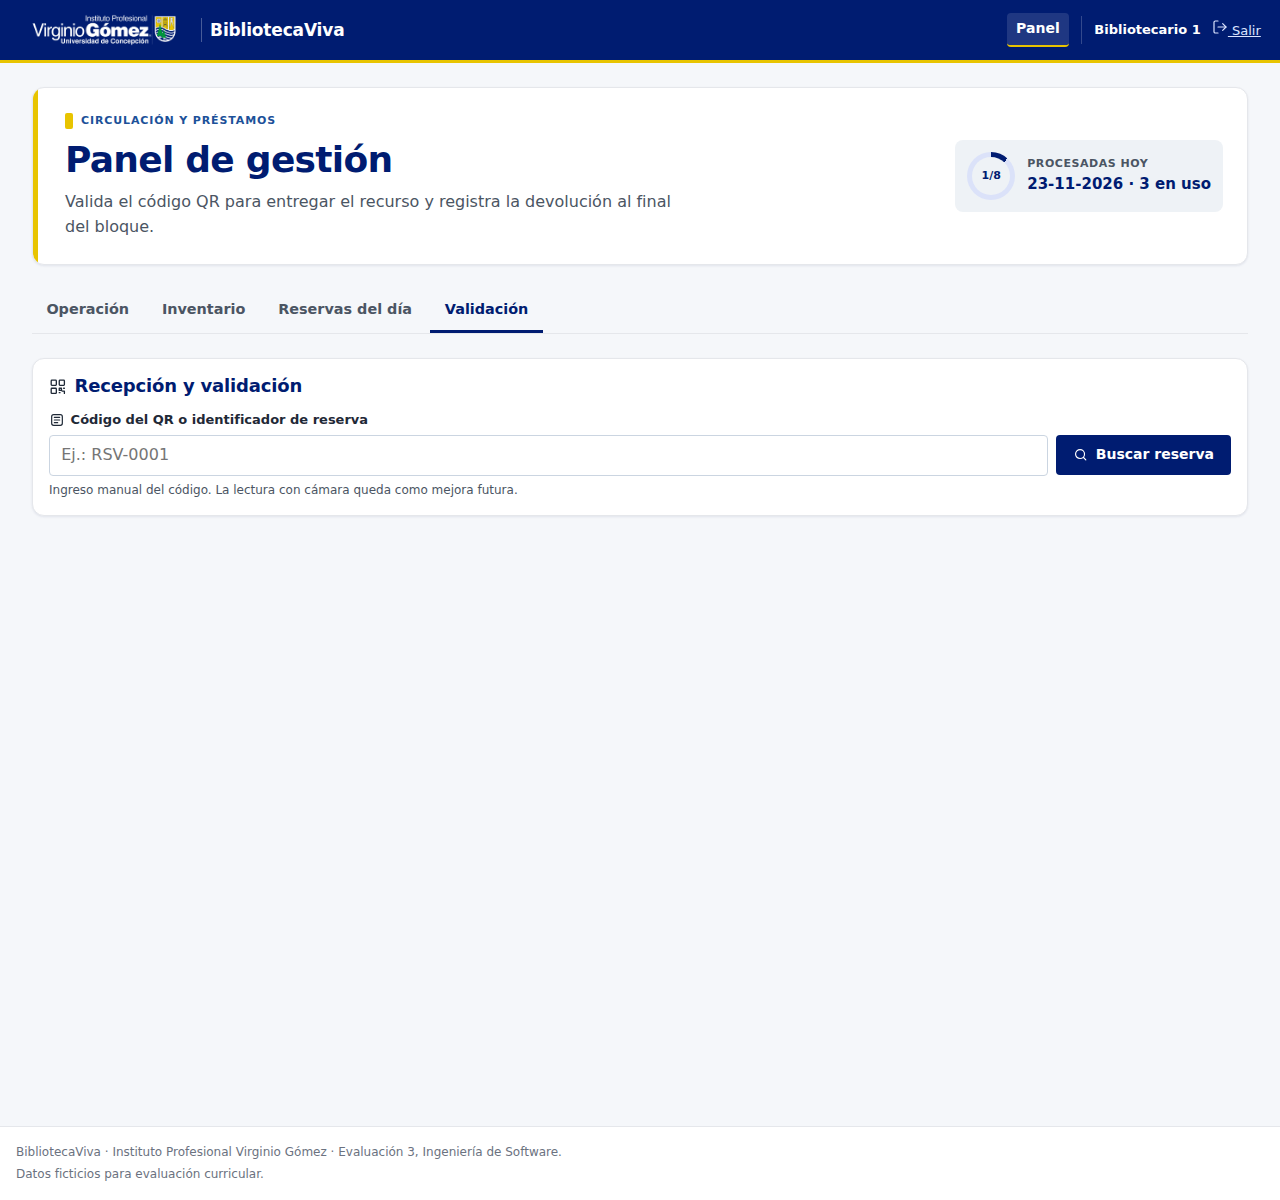 Instituto Profesional
VirginioGómez
Universidad de Concepción
BibliotecaViva
Panel
Bibliotecario 1
Salir
CIRCULACIÓN Y PRÉSTAMOS
Panel de gestión
Valida el código QR para entregar el recurso y registra la devolución al final
del bloque.
1/8
PROCESADAS HOY
23-11-2026 · 3 en uso
Operación
Inventario
Reservas del día
Validación
Recepción y validación
Código del QR o identificador de reserva
Ej.: RSV-0001
Buscar reserva
Ingreso manual del código. La lectura con cámara queda como mejora futura.
BibliotecaViva · Instituto Profesional Virginio Gómez · Evaluación 3, Ingeniería de Software.
Datos ficticios para evaluación curricular.